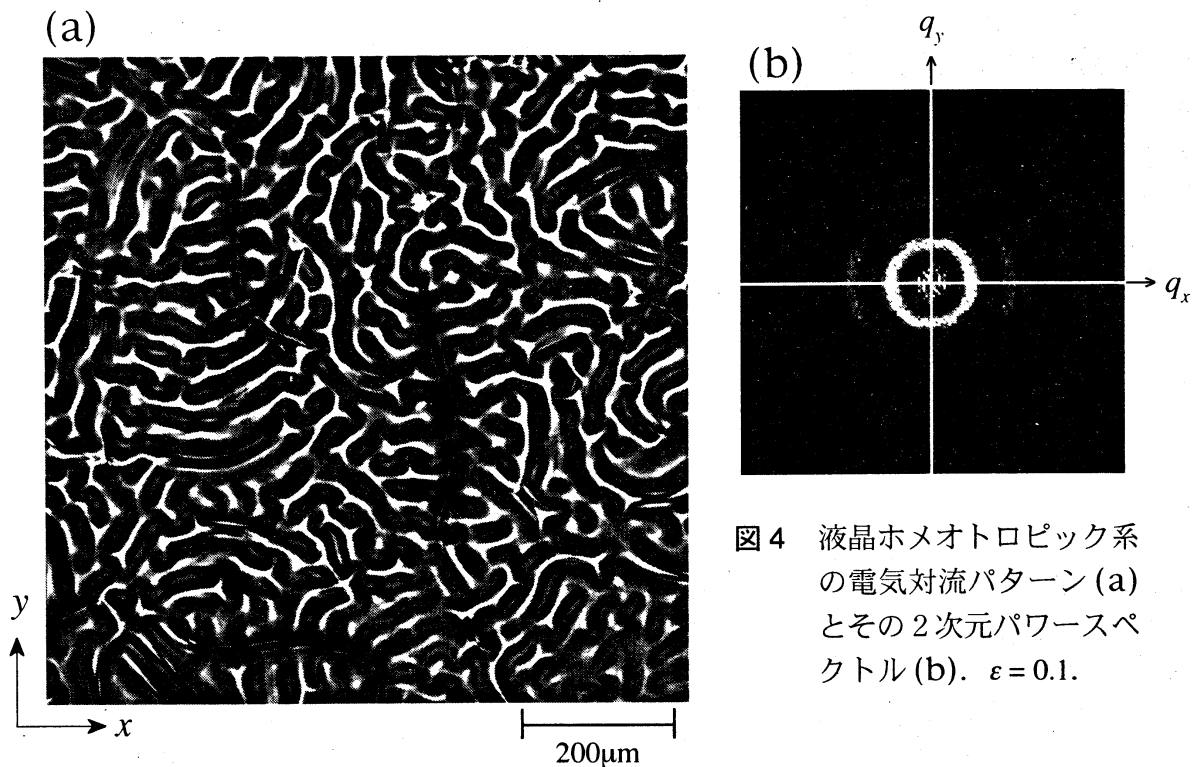 (a)
(b)
q_y
q_x
y
x
200μm
図4 液晶ホメオトロピック系
の電気対流パターン(a)
とその2次元パワースペ
クトル(b). ε=0.1.